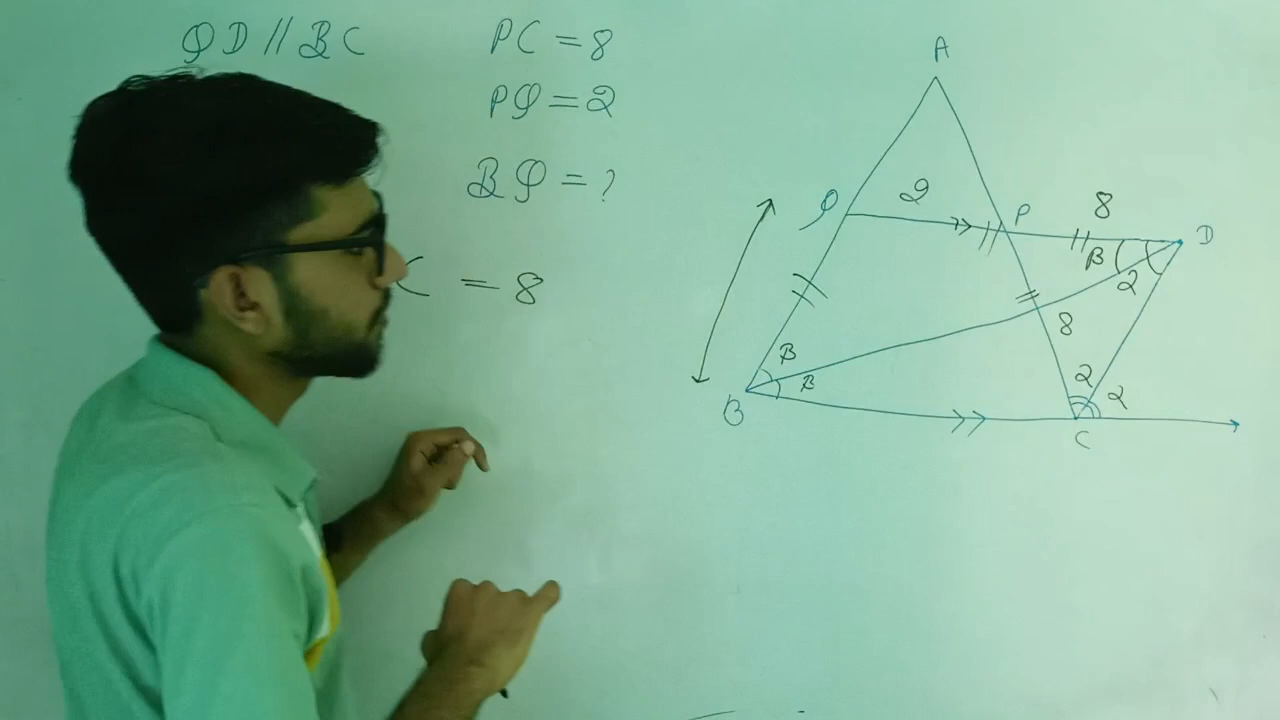 QD // BC
PC = 8
PQ = 2
BQ = ?
C = 8
A
Q
2
P
8
D
β
2
8
β
β
2
2
B
C